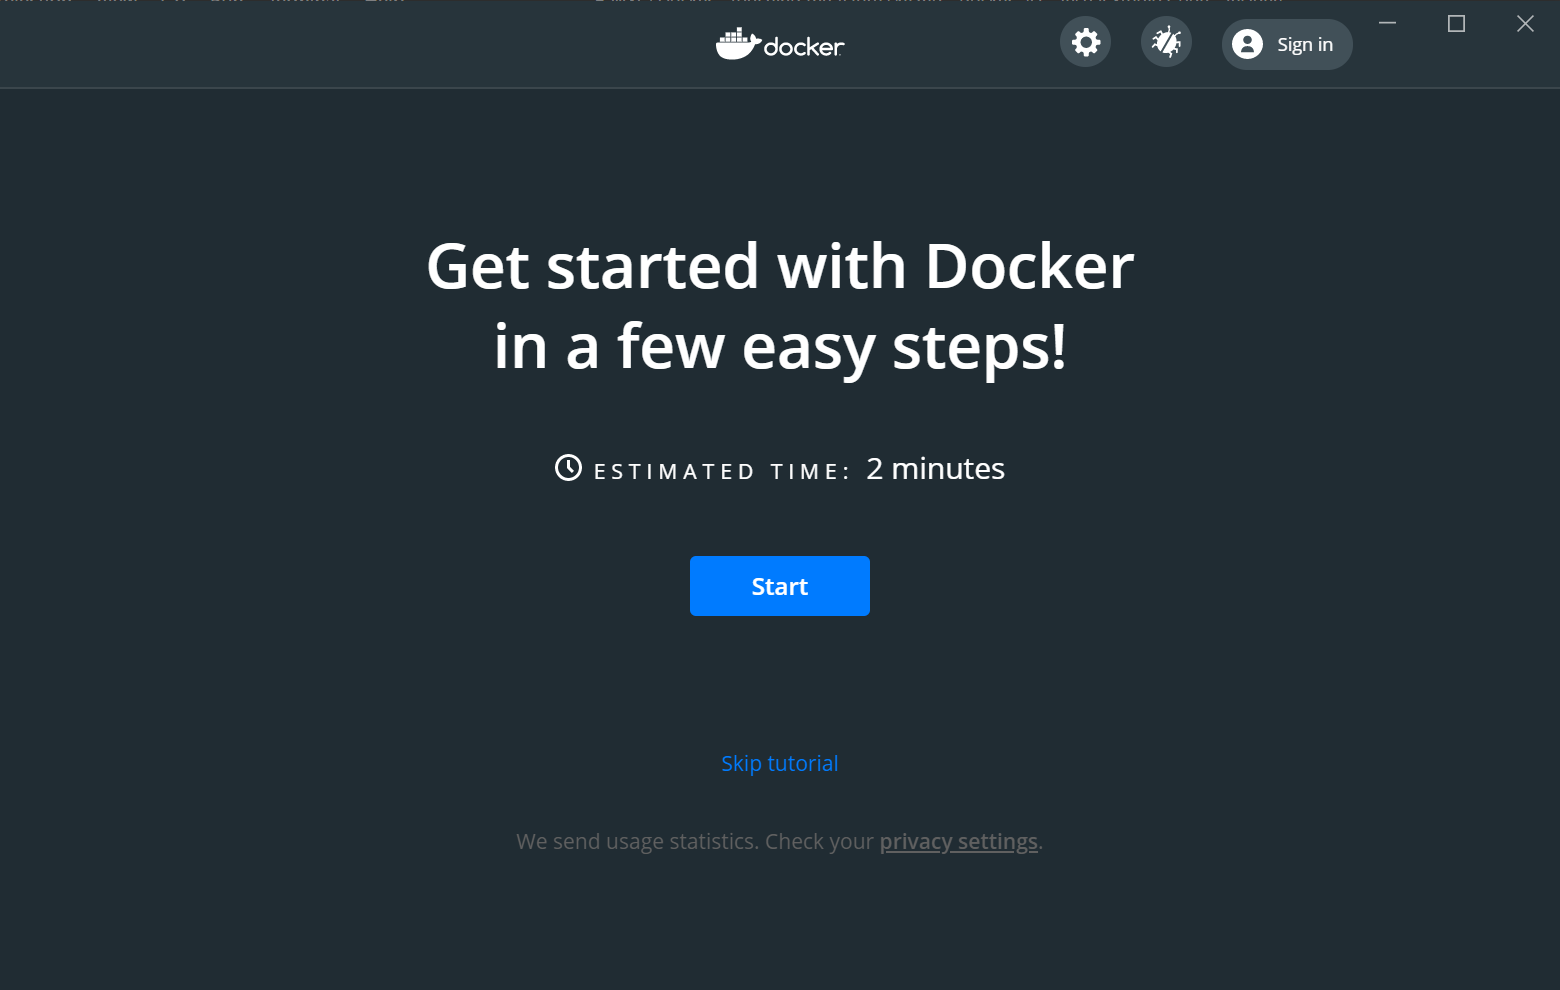 docker
Sign in
Get started with Docker
in a few easy steps!
ESTIMATED TIME: 2 minutes
Start
Skip tutorial
We send usage statistics. Check your privacy settings.